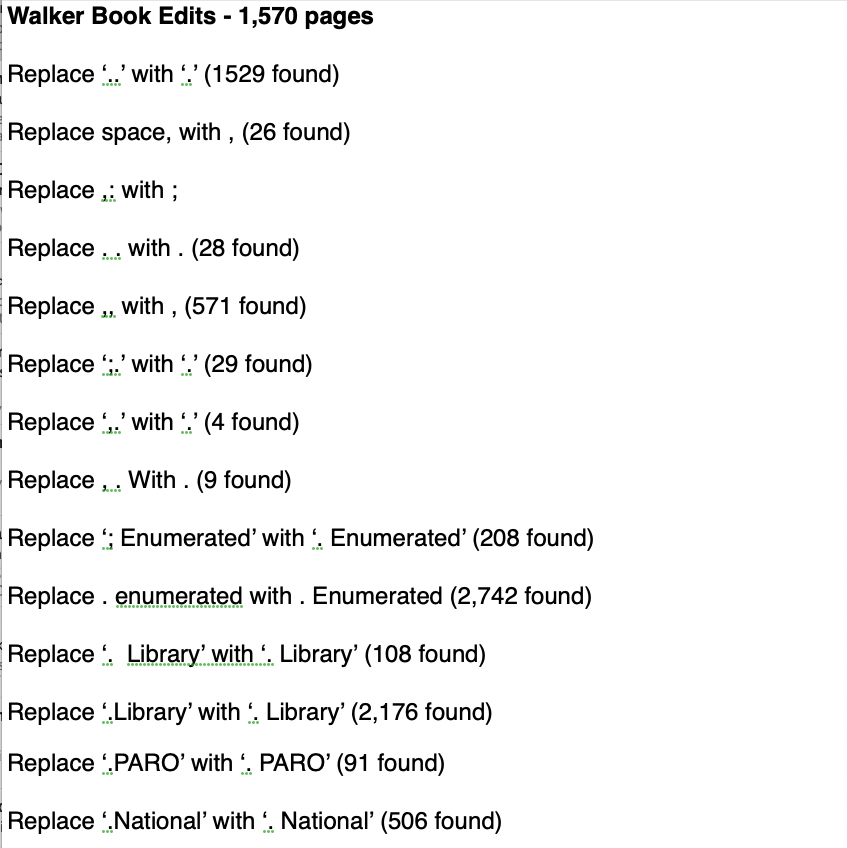 Walker Book Edits - 1,570 pages
Replace ‘..’ with ‘.’ (1529 found)
Replace space, with , (26 found)
Replace ,: with ;
Replace . . with . (28 found)
Replace ,, with , (571 found)
Replace ‘;.’ with ‘.’ (29 found)
Replace ‘,.’ with ‘.’ (4 found)
Replace , . With . (9 found)
Replace ‘; Enumerated’ with ‘. Enumerated’ (208 found)
Replace . enumerated with . Enumerated (2,742 found)
Replace ‘.  Library’ with ‘. Library’ (108 found)
Replace ‘.Library’ with ‘. Library’ (2,176 found)
Replace ‘.PARO’ with ‘. PARO’ (91 found)
Replace ‘.National’ with ‘. National’ (506 found)